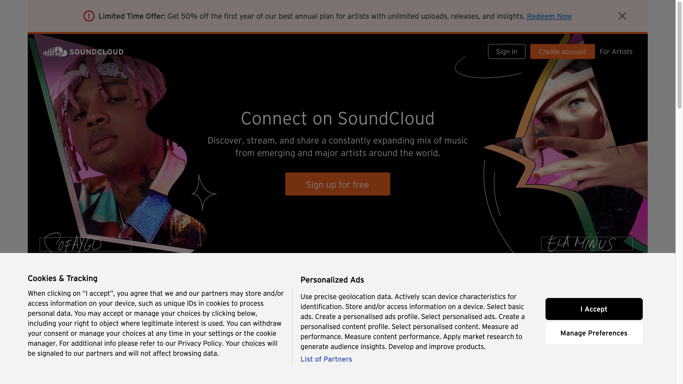 Limited Time Offer: Get 50% off the first year of our best annual plan for artists with unlimited uploads, releases, and insights. Redeem Now
SOUNDCLOUD
Sign in
Create account
For Artists
Connect on SoundCloud
Discover, stream, and share a constantly expanding mix of music
from emerging and major artists around the world.
Sign up for free
SOFAYGO
ELA MINUS
Cookies & Tracking
When clicking on "I accept", you agree that we and our partners may store and/or
access information on your device, such as unique IDs in cookies to process
personal data. You may accept or manage your choices by clicking below,
including your right to object where legitimate interest is used. You can withdraw
your consent or manage your choices at any time in your settings or the cookie
manager. For additional info please refer to our Privacy Policy. Your choices will
be signaled to our partners and will not affect browsing data.
Personalized Ads
Use precise geolocation data. Actively scan device characteristics for
identification. Store and/or access information on a device. Select basic
ads. Create a personalised ads profile. Select personalised ads. Create a
personalised content profile. Select personalised content. Measure ad
performance. Measure content performance. Apply market research to
generate audience insights. Develop and improve products.
List of Partners
I Accept
Manage Preferences